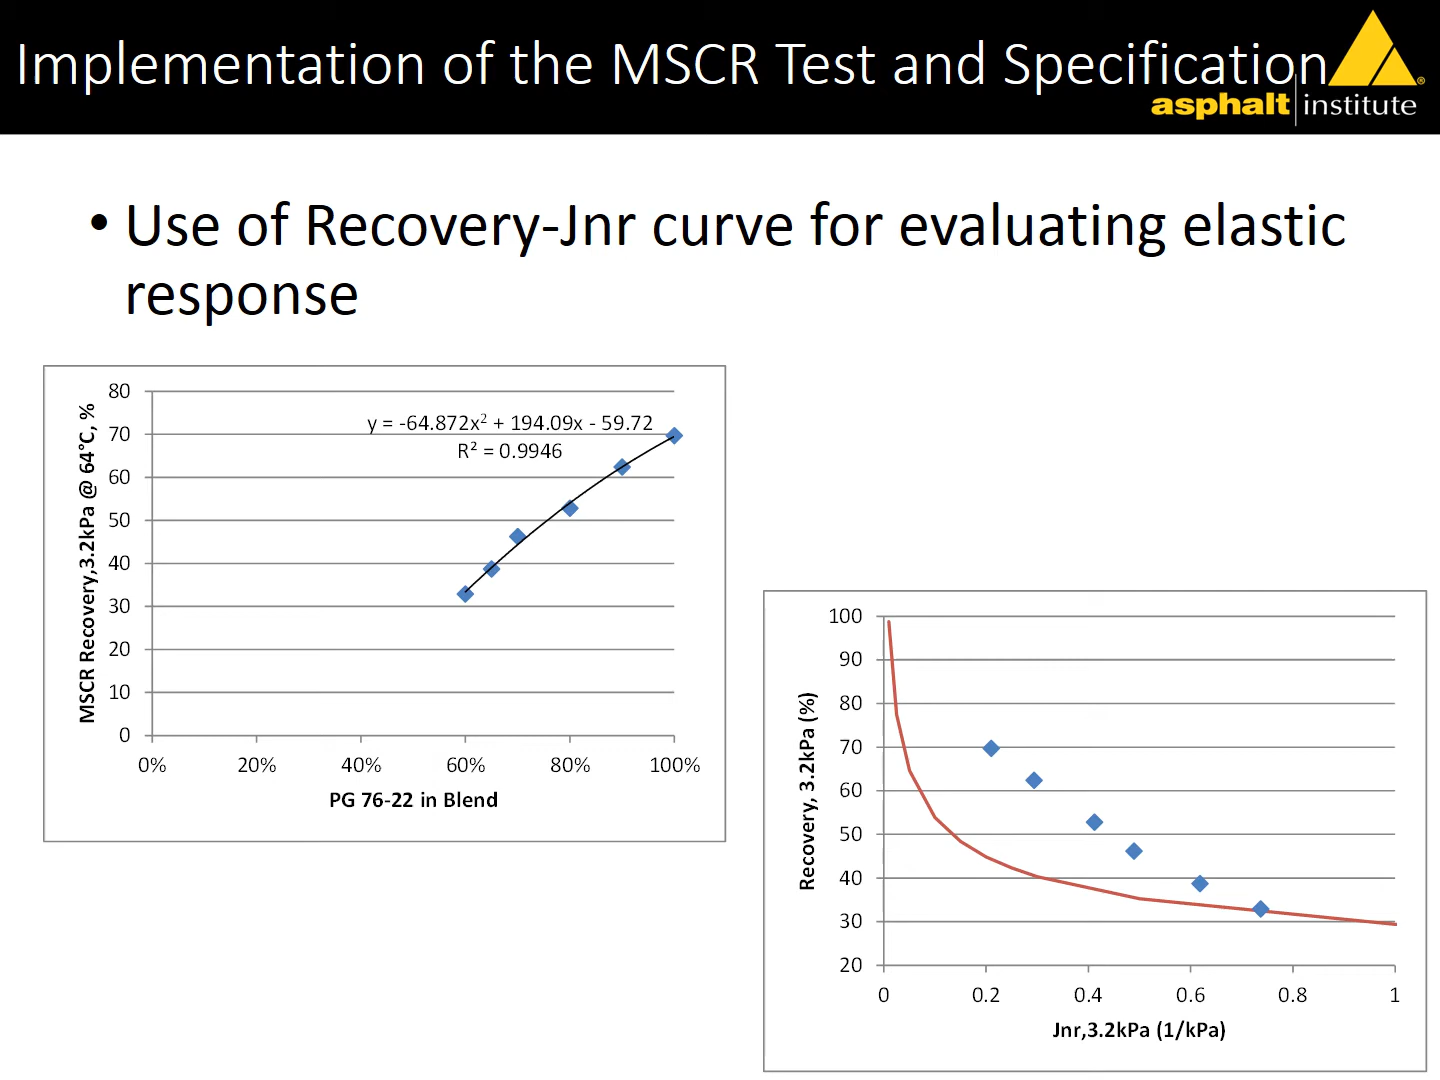 Implementation of the MSCR Test and Specification
asphalt institute
• Use of Recovery-Jnr curve for evaluating elastic
response
MSCR Recovery,3.2kPa @ 64°C, %
80
70
60
50
40
30
20
10
0
y = -64.872x² + 194.09x - 59.72
R² = 0.9946
0% 20% 40% 60% 80% 100%
PG 76-22 in Blend
Recovery, 3.2kPa (%)
100
90
80
70
60
50
40
30
20
0 0.2 0.4 0.6 0.8 1
Jnr,3.2kPa (1/kPa)